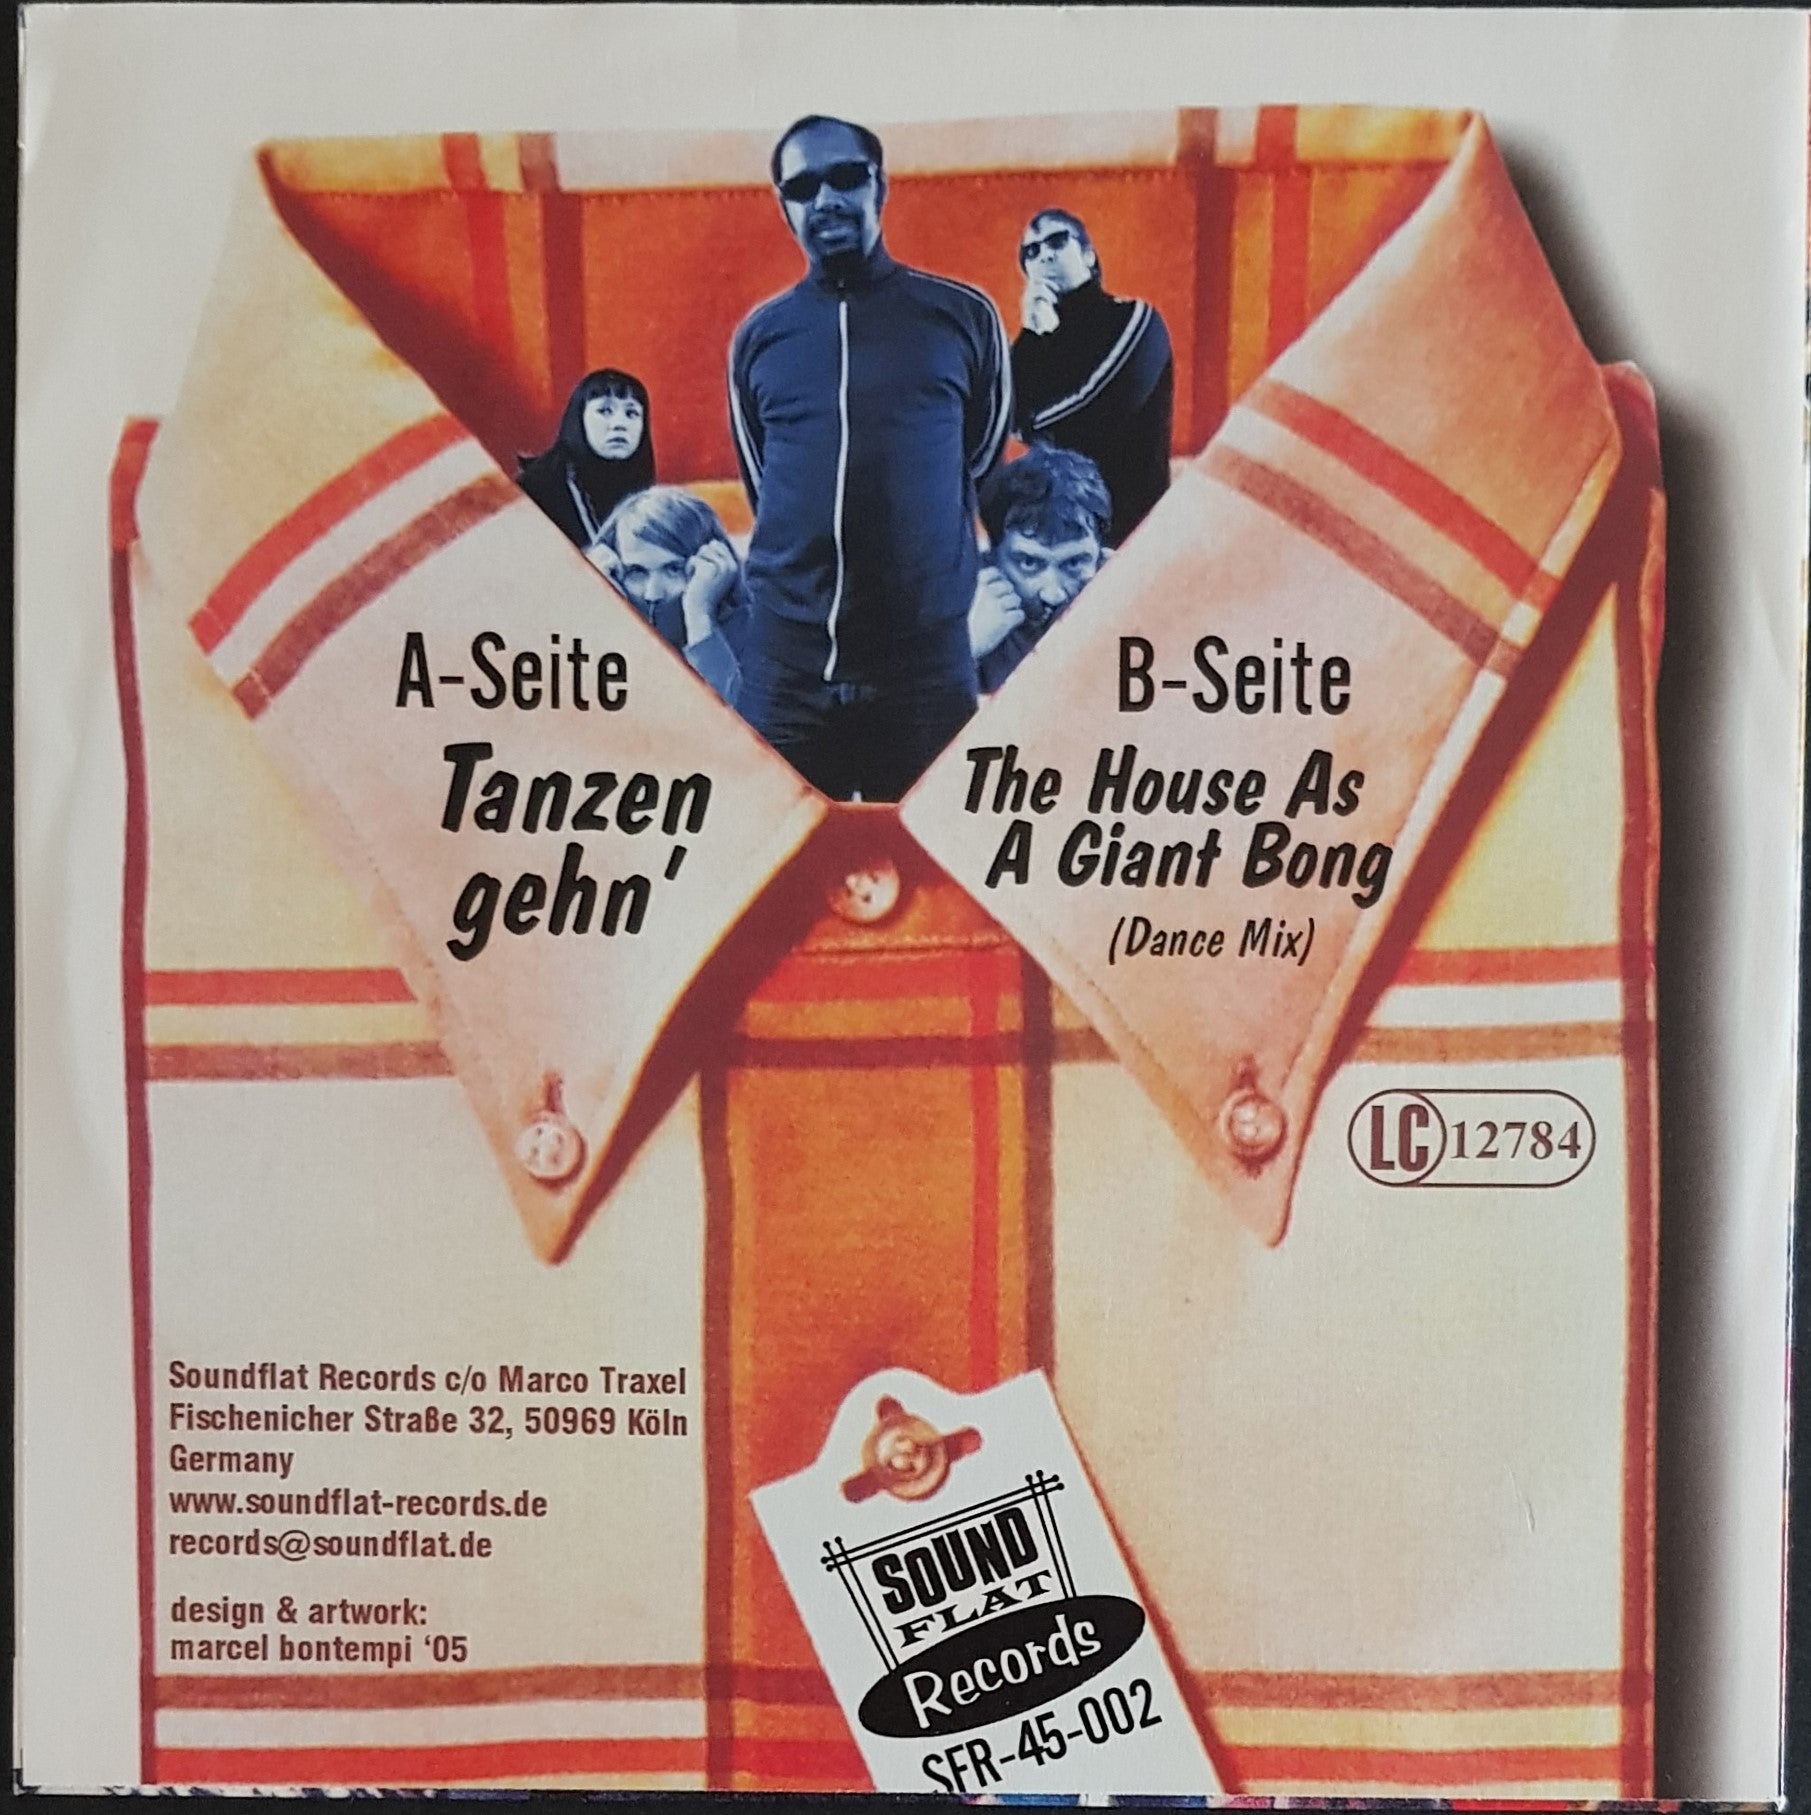 A-Seite
Tanzen
gehn'
B-Seite
The House As
A Giant Bong
(Dance Mix)
LC 12784
Soundflat Records c/o Marco Traxel
Fischenicher Straße 32, 50969 Köln
Germany
www.soundflat-records.de
records@soundflat.de
design & artwork:
marcel bontempi ‘05
SOUND
FLAT
Records
SFR-45-002